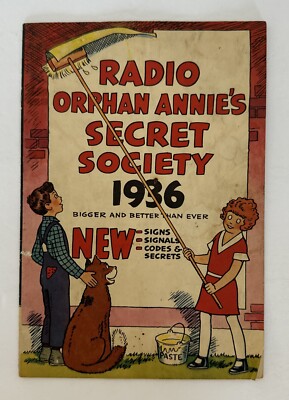 RADIO
ORPHAN ANNIE'S
SECRET
SOCIETY
1936
BIGGER AND BETTER THAN EVER
NEW SIGNS
SIGNALS
CODES &
SECRETS
PASTE